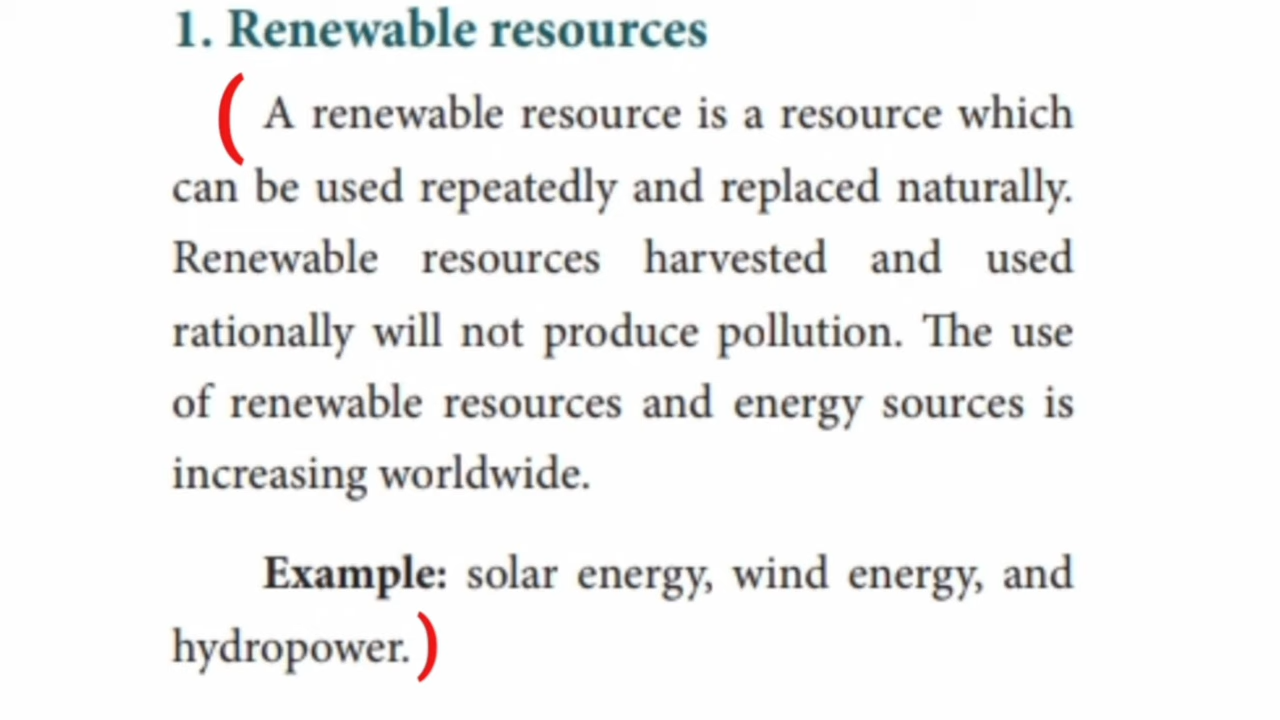 1. Renewable resources
( A renewable resource is a resource which
can be used repeatedly and replaced naturally.
Renewable resources harvested and used
rationally will not produce pollution. The use
of renewable resources and energy sources is
increasing worldwide.
Example: solar energy, wind energy, and
hydropower. )